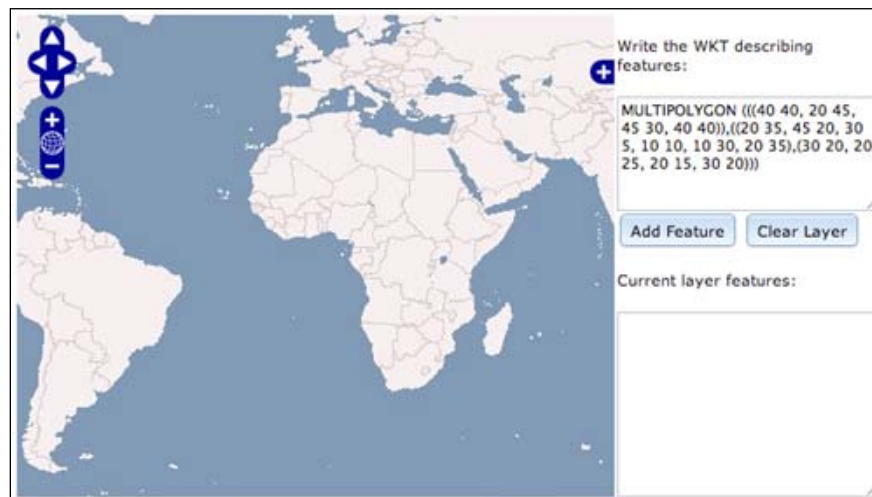 Write the WKT describing
features:
MULTIPOLYGON (((40 40, 20 45,
45 30, 40 40)),((20 35, 45 20, 30
5, 10 10, 10 30, 20 35),(30 20, 20
25, 20 15, 30 20)))
Add Feature
Clear Layer
Current layer features: